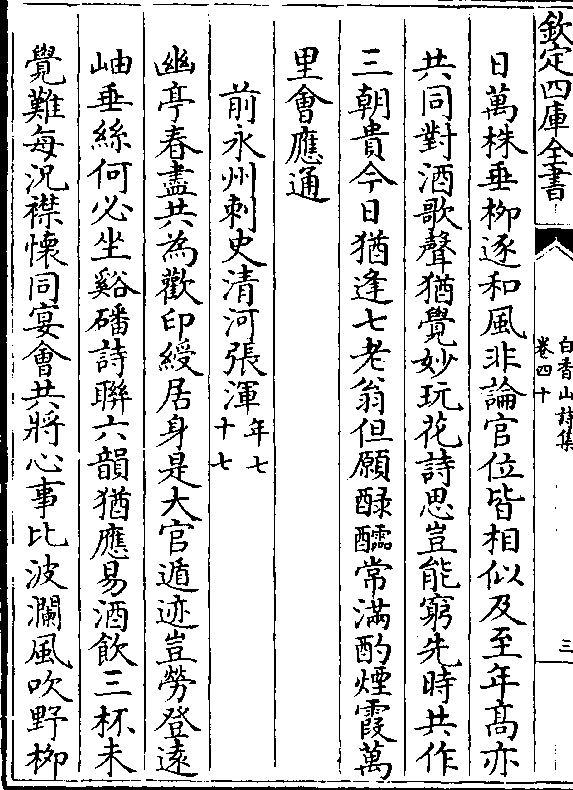 欽定四庫全書
白香山詩集
卷四十
三
日萬株垂柳逐和風非論官位皆相似及至年髙亦
共同對酒歌聲猶覺妙玩花詩思豈能窮先時共作
三朝貴今日猶逢七老翁但願醁醽常滿酌煙霞萬
里會應通
前永州刺史清河張渾年七十七
幽亭春盡共為歡印綬居身是大官遁迹豈勞登遠
岫垂絲何必坐谿磻詩聯六韻猶應易酒飲三杯未
覺難每況襟懐同宴會共將心事比波瀾風吹野柳